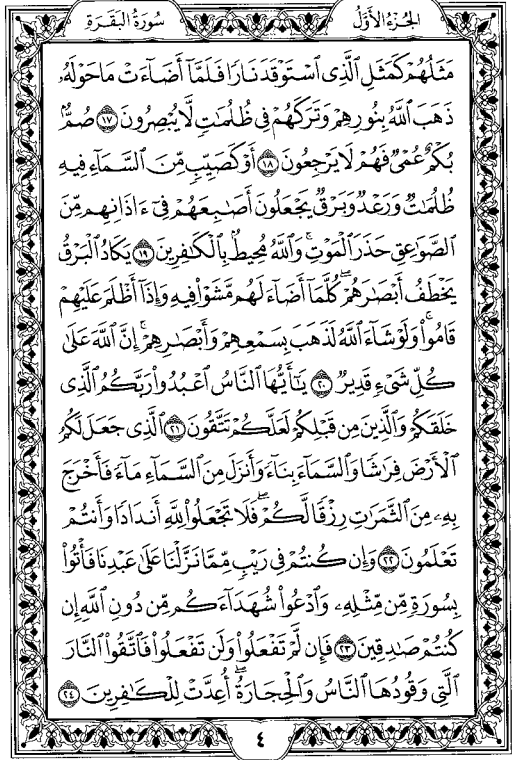 سُورَةُ الْبَقَرَةِ الجُزْءُ الأَوَّلُ
مَثَلُهُمْ كَمَثَلِ ٱلَّذِى ٱسْتَوْقَدَ نَارًا فَلَمَّآ أَضَآءَتْ مَا حَوْلَهُۥ
ذَهَبَ ٱللَّهُ بِنُورِهِمْ وَتَرَكَهُمْ فِى ظُلُمَٰتٍ لَّا يُبْصِرُونَ ١٧ صُمٌّۢ
بُكْمٌ عُمْىٌ فَهُمْ لَا يَرْجِعُونَ ١٨ أَوْ كَصَيِّبٍ مِّنَ ٱلسَّمَآءِ فِيهِ
ظُلُمَٰتٌ وَرَعْدٌ وَبَرْقٌ يَجْعَلُونَ أَصَٰبِعَهُمْ فِىٓ ءَاذَانِهِم مِّنَ
ٱلصَّوَٰعِقِ حَذَرَ ٱلْمَوْتِ ۚ وَٱللَّهُ مُحِيطٌۢ بِٱلْكَٰفِرِينَ ١٩ يَكَادُ ٱلْبَرْقُ
يَخْطَفُ أَبْصَٰرَهُمْ ۖ كُلَّمَآ أَضَآءَ لَهُم مَّشَوْا۟ فِيهِ وَإِذَآ أَظْلَمَ عَلَيْهِمْ
قَامُوا۟ ۚ وَلَوْ شَآءَ ٱللَّهُ لَذَهَبَ بِسَمْعِهِمْ وَأَبْصَٰرِهِمْ ۚ إِنَّ ٱللَّهَ عَلَىٰ
كُلِّ شَىْءٍ قَدِيرٌ ٢٠ يَٰٓأَيُّهَا ٱلنَّاسُ ٱعْبُدُوا۟ رَبَّكُمُ ٱلَّذِى
خَلَقَكُمْ وَٱلَّذِينَ مِن قَبْلِكُمْ لَعَلَّكُمْ تَتَّقُونَ ٢١ ٱلَّذِى جَعَلَ لَكُمُ
ٱلْأَرْضَ فِرَٰشًا وَٱلسَّمَآءَ بِنَآءً وَأَنزَلَ مِنَ ٱلسَّمَآءِ مَآءً فَأَخْرَجَ
بِهِۦ مِنَ ٱلثَّمَرَٰتِ رِزْقًا لَّكُمْ ۖ فَلَا تَجْعَلُوا۟ لِلَّهِ أَندَادًا وَأَنتُمْ
تَعْلَمُونَ ٢٢ وَإِن كُنتُمْ فِى رَيْبٍ مِّمَّا نَزَّلْنَا عَلَىٰ عَبْدِنَا فَأْتُوا۟
بِسُورَةٍ مِّن مِّثْلِهِۦ وَٱدْعُوا۟ شُهَدَآءَكُم مِّن دُونِ ٱللَّهِ إِن
كُنتُمْ صَٰدِقِينَ ٢٣ فَإِن لَّمْ تَفْعَلُوا۟ وَلَن تَفْعَلُوا۟ فَٱتَّقُوا۟ ٱلنَّارَ
ٱلَّتِى وَقُودُهَا ٱلنَّاسُ وَٱلْحِجَارَةُ ۖ أُعِدَّتْ لِلْكَٰفِرِينَ ٢٤
٤